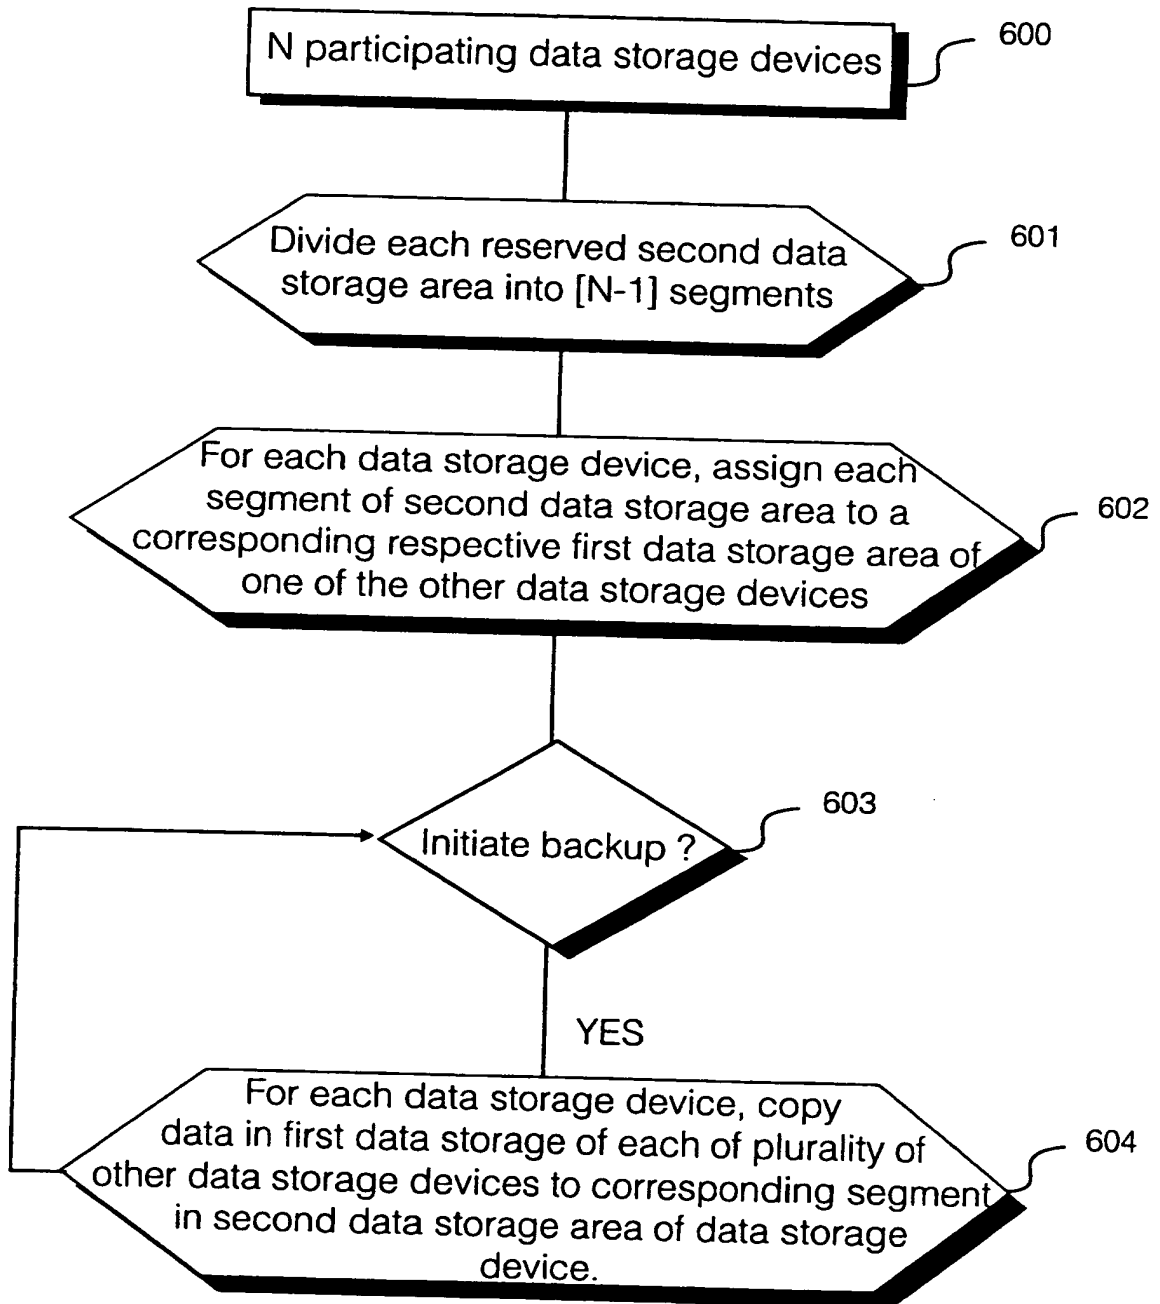 N participating data storage devices
600
Divide each reserved second data
storage area into [N-1] segments
601
For each data storage device, assign each
segment of second data storage area to a
corresponding respective first data storage area of
one of the other data storage devices
602
Initiate backup ?
603
YES
For each data storage device, copy
data in first data storage of each of plurality of
other data storage devices to corresponding segment
in second data storage area of data storage
device.
604